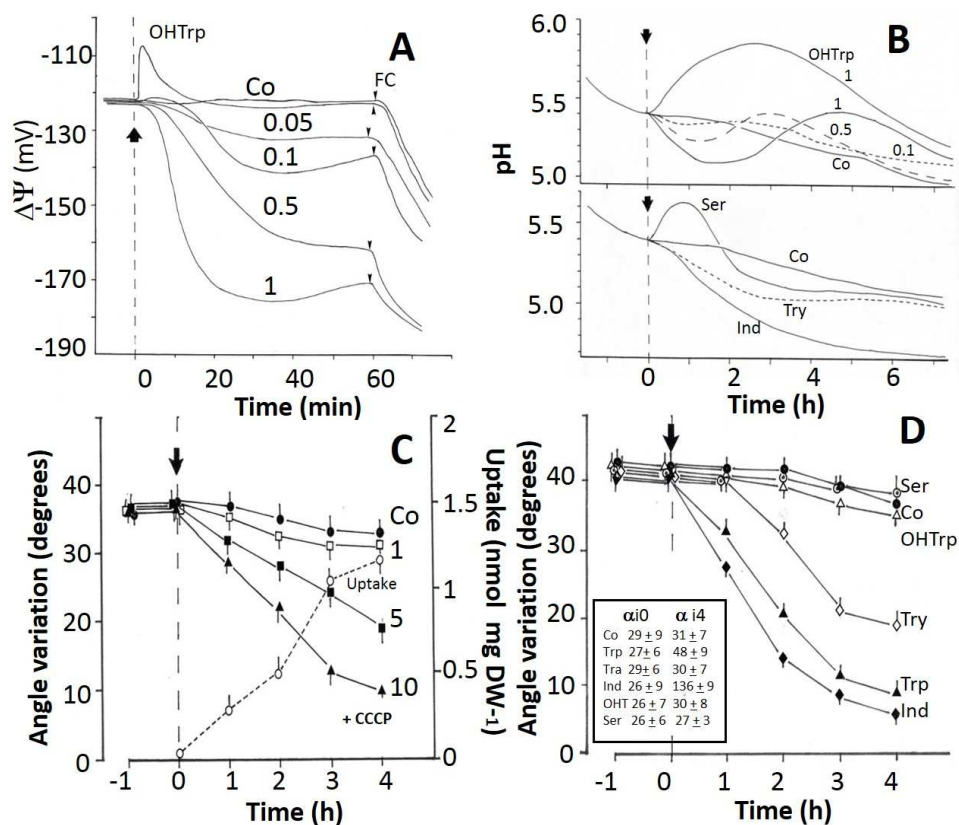 A
ΔΨ (mV)
-110
-130
-150
-170
-190
OHTrp
Co
FC
0.05
0.1
0.5
1
0 20 40 60
Time (min)
B
pH
6.0
5.5
5.0
OHTrp
1
1
0.5
0.1
Co
5.5
5.0
Ser
Co
Try
Ind
0 2 4 6
Time (h)
C
Angle variation (degrees)
40
30
20
10
0
Co
1
Uptake
5
10
+ CCCP
2
1.5
1
0.5
0
Uptake (nmol mg DW-1)
-1 0 1 2 3 4
Time (h)
D
Angle variation (degrees)
40
30
20
10
0
Ser
Co
OHTrp
Try
Trp
Ind
αi0 α i4
Co 29 ± 9 31 ± 7
Trp 27± 6 48 ± 9
Tra 29± 6 30 ± 7
Ind 26 ± 9 136 ± 9
OHT 26 ± 7 30 ± 8
Ser 26 ± 6 27 ± 3
-1 0 1 2 3 4
Time (h)